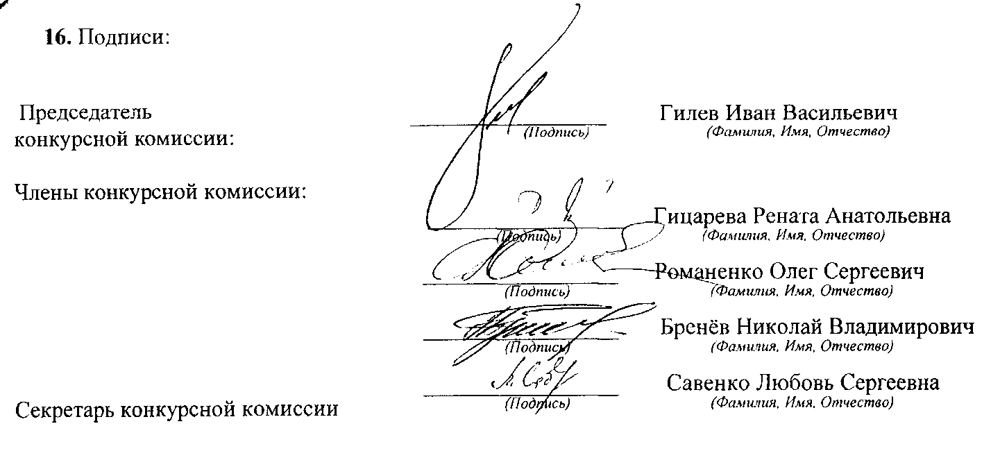 16. Подписи:
Председатель
конкурсной комиссии:
Гилев Иван Васильевич
(Подпись) (Фамилия, Имя, Отчество)
Члены конкурсной комиссии:
Гицарева Рената Анатольевна
(Подпись) (Фамилия, Имя, Отчество)
Романенко Олег Сергеевич
(Подпись) (Фамилия, Имя, Отчество)
Бренёв Николай Владимирович
(Подпись) (Фамилия, Имя, Отчество)
Савенко Любовь Сергеевна
(Подпись) (Фамилия, Имя, Отчество)
Секретарь конкурсной комиссии